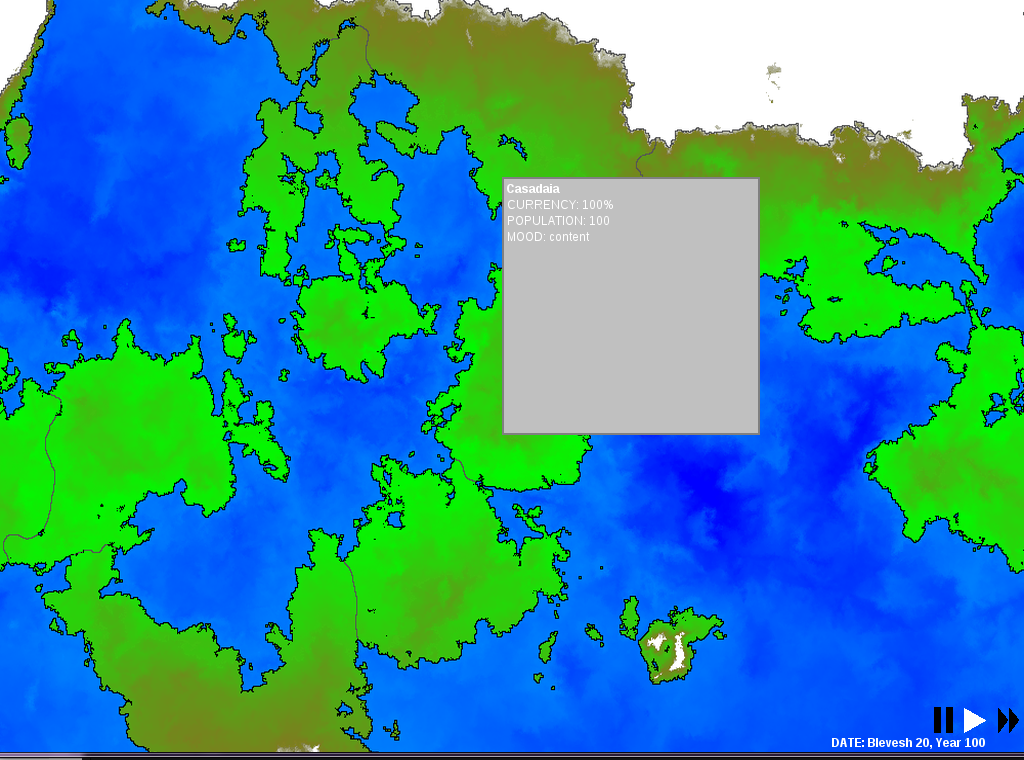 Casadaia
CURRENCY: 100%
POPULATION: 100
MOOD: content
DATE: Blevesh 20, Year 100